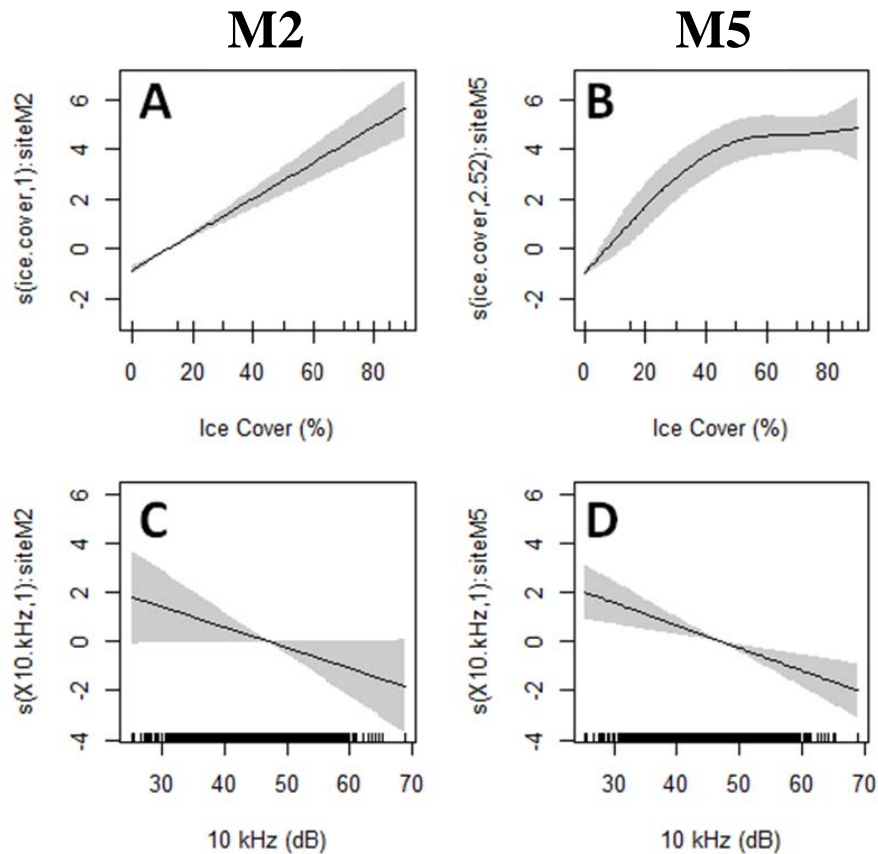 M2 M5
A
s(ice.cover,1):siteM2
6
4
2
0
-2
0 20 40 60 80
Ice Cover (%)
B
s(ice.cover,2.52):siteM5
6
4
2
0
-2
0 20 40 60 80
Ice Cover (%)
C
s(X10.kHz,1):siteM2
6
4
2
0
-2
-4
30 40 50 60 70
10 kHz (dB)
D
s(X10.kHz,1):siteM5
6
4
2
0
-2
-4
30 40 50 60 70
10 kHz (dB)